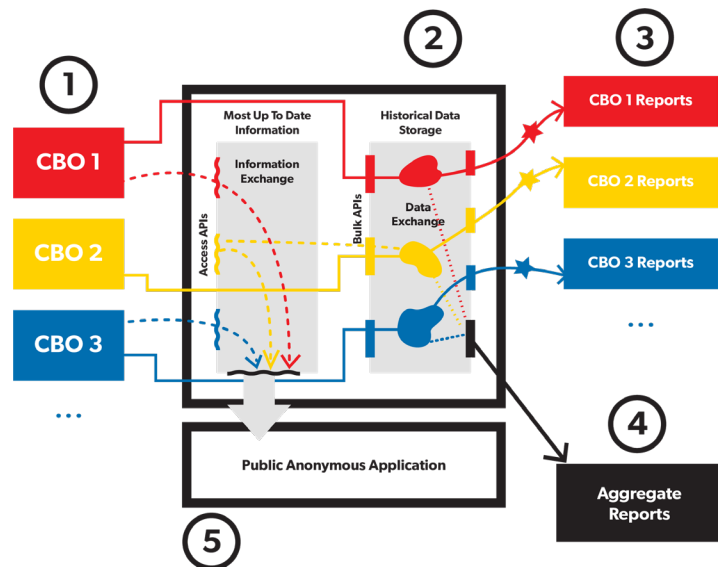 1
2
3
CBO 1
CBO 2
CBO 3
...
Most Up To Date
Information
Historical Data
Storage
Information
Exchange
Access APIs
Bulk APIs
Data
Exchange
CBO 1 Reports
CBO 2 Reports
CBO 3 Reports
...
4
Aggregate
Reports
Public Anonymous Application
5